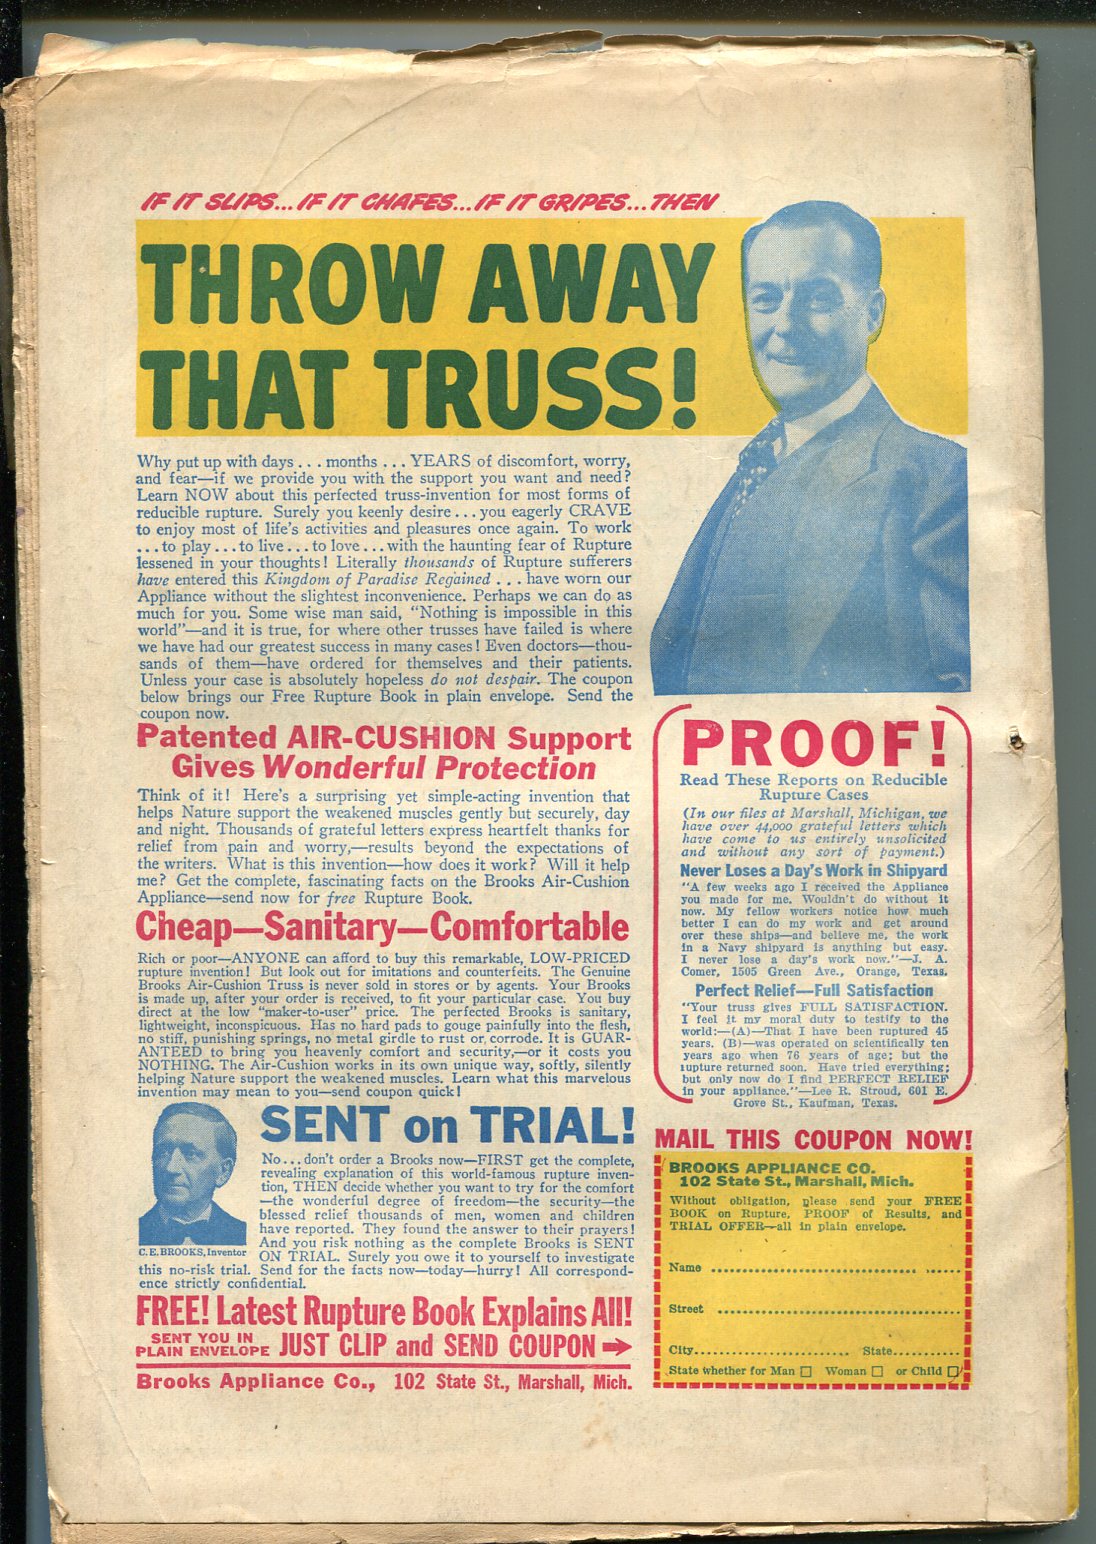 IF IT SLIPS...IF IT CHAFES...IF IT GRIPES...THEN
THROW AWAY
THAT TRUSS!
Why put up with days . . . months . . . YEARS of discomfort, worry,
and fear—if we provide you with the support you want and need?
Learn NOW about this perfected truss-invention for most forms of
reducible rupture. Surely you keenly desire . . . you eagerly CRAVE
to enjoy most of life's activities and pleasures once again. To work
. . . to play . . . to live . . . to love . . . with the haunting fear of Rupture
lessened in your thoughts! Literally thousands of Rupture sufferers
have entered this Kingdom of Paradise Regained . . . have worn our
Appliance without the slightest inconvenience. Perhaps we can do as
much for you. Some wise man said, "Nothing is impossible in this
world"—and it is true, for where other trusses have failed is where
we have had our greatest success in many cases! Even doctors—thou-
sands of them—have ordered for themselves and their patients.
Unless your case is absolutely hopeless do not despair. The coupon
below brings our Free Rupture Book in plain envelope. Send the
coupon now.
Patented AIR-CUSHION Support
Gives Wonderful Protection
Think of it! Here's a surprising yet simple-acting invention that
helps Nature support the weakened muscles gently but securely, day
and night. Thousands of grateful letters express heartfelt thanks for
relief from pain and worry,—results beyond the expectations of
the writers. What is this invention—how does it work? Will it help
me? Get the complete, fascinating facts on the Brooks Air-Cushion
Appliance—send now for free Rupture Book.
Cheap—Sanitary—Comfortable
Rich or poor—ANYONE can afford to buy this remarkable, LOW-PRICED
rupture invention! But look out for imitations and counterfeits. The Genuine
Brooks Air-Cushion Truss is never sold in stores or by agents. Your Brooks
is made up, after your order is received, to fit your particular case. You buy
direct at the low "maker-to-user" price. The perfected Brooks is sanitary,
lightweight, inconspicuous. Has no hard pads to gouge painfully into the flesh,
no stiff, punishing springs, no metal girdle to rust or corrode. It is GUAR-
ANTEED to bring you heavenly comfort and security,—or it costs you
NOTHING. The Air-Cushion works in its own unique way, softly, silently
helping Nature support the weakened muscles. Learn what this marvelous
invention may mean to you—send coupon quick!
SENT on TRIAL!
No . . . don't order a Brooks now—FIRST get the complete,
revealing explanation of this world-famous rupture inven-
tion, THEN decide whether you want to try for the comfort
—the wonderful degree of freedom—the security—the
blessed relief thousands of men, women and children
have reported. They found the answer to their prayers!
And you risk nothing as the complete Brooks is SENT
ON TRIAL. Surely you owe it to yourself to investigate
this no-risk trial. Send for the facts now—today—hurry! All correspond-
ence strictly confidential.
C. E. BROOKS, Inventor
FREE! Latest Rupture Book Explains All!
SENT YOU IN
PLAIN ENVELOPE
JUST CLIP and SEND COUPON
Brooks Appliance Co., 102 State St., Marshall, Mich.
PROOF!
Read These Reports on Reducible
Rupture Cases
(In our files at Marshall, Michigan, we
have over 44,000 grateful letters which
have come to us entirely unsolicited
and without any sort of payment.)
Never Loses a Day's Work in Shipyard
"A few weeks ago I received the Appliance
you made for me. Wouldn't do without it
now. My fellow workers notice how much
better I can do my work and get around
over these ships—and believe me, the work
in a Navy shipyard is anything but easy.
I never lose a day's work now."—J. A.
Comer, 1505 Green Ave., Orange, Texas.
Perfect Relief—Full Satisfaction
"Your truss gives FULL SATISFACTION.
I feel it my moral duty to testify to the
world:—(A)—That I have been ruptured 45
years. (B)—was operated on scientifically ten
years ago when 76 years of age; but the
rupture returned soon. Have tried everything;
but only now do I find PERFECT RELIEF
in your appliance."—Lee R. Stroud, 601 E.
Grove St., Kaufman, Texas.
MAIL THIS COUPON NOW!
BROOKS APPLIANCE CO.
102 State St., Marshall, Mich.
Without obligation, please send your FREE
BOOK on Rupture, PROOF of Results, and
TRIAL OFFER—all in plain envelope.
Name
Street
City State
State whether for Man □ Woman □ or Child □